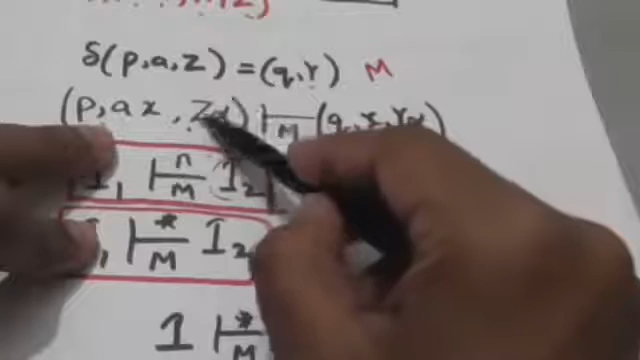 δ(p,a,z) = (q,γ) M
(p, ax, zα) ⊢M (q, x, γα)
I₁ ⊢ⁿM I₂
⊢*M I₂
I ⊢*M